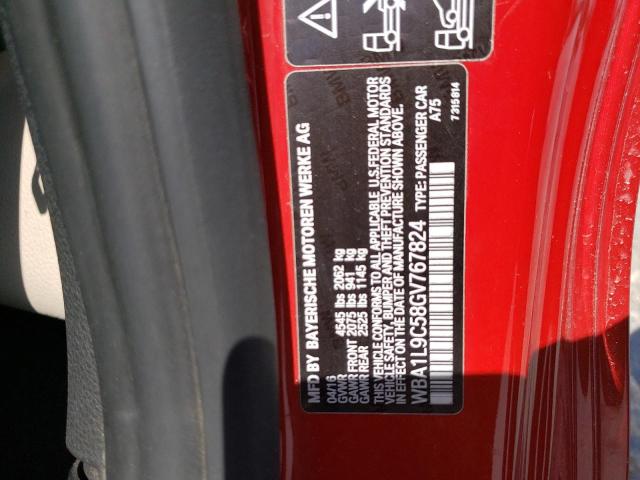 MFD BY BAYERISCHE MOTOREN WERKE AG
04/16
GVWR 4545 lbs 2062 kg
GAWR FRONT 2075 lbs 941 kg
GAWR REAR 2525 lbs 1145 kg
THIS VEHICLE CONFORMS TO ALL APPLICABLE U.S. FEDERAL MOTOR
VEHICLE SAFETY, BUMPER AND THEFT PREVENTION STANDARDS
IN EFFECT ON THE DATE OF MANUFACTURE SHOWN ABOVE.
WBA1L9C58GV767824 TYPE: PASSENGER CAR
A75
7 315 814